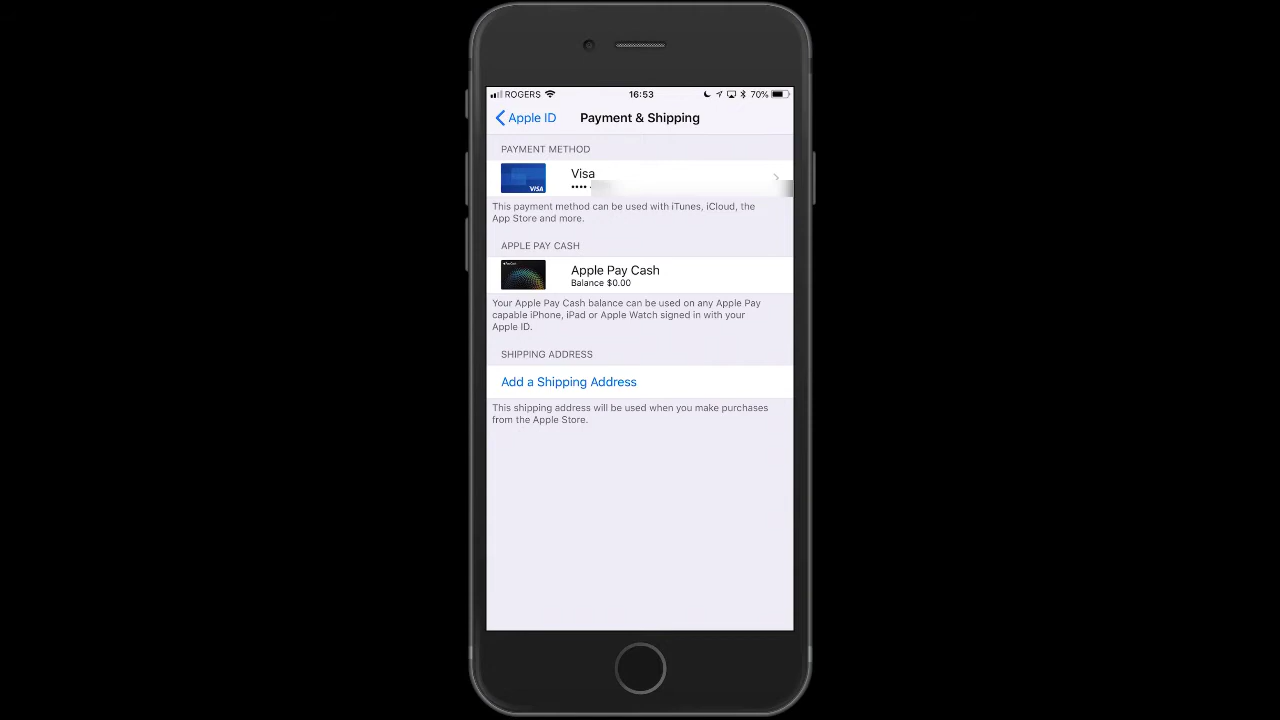 ROGERS 16:53 70%
Apple ID Payment & Shipping
PAYMENT METHOD
Visa
VISA
••••
This payment method can be used with iTunes, iCloud, the
App Store and more.
APPLE PAY CASH
Apple Pay Cash
Balance $0.00
Your Apple Pay Cash balance can be used on any Apple Pay
capable iPhone, iPad or Apple Watch signed in with your
Apple ID.
SHIPPING ADDRESS
Add a Shipping Address
This shipping address will be used when you make purchases
from the Apple Store.